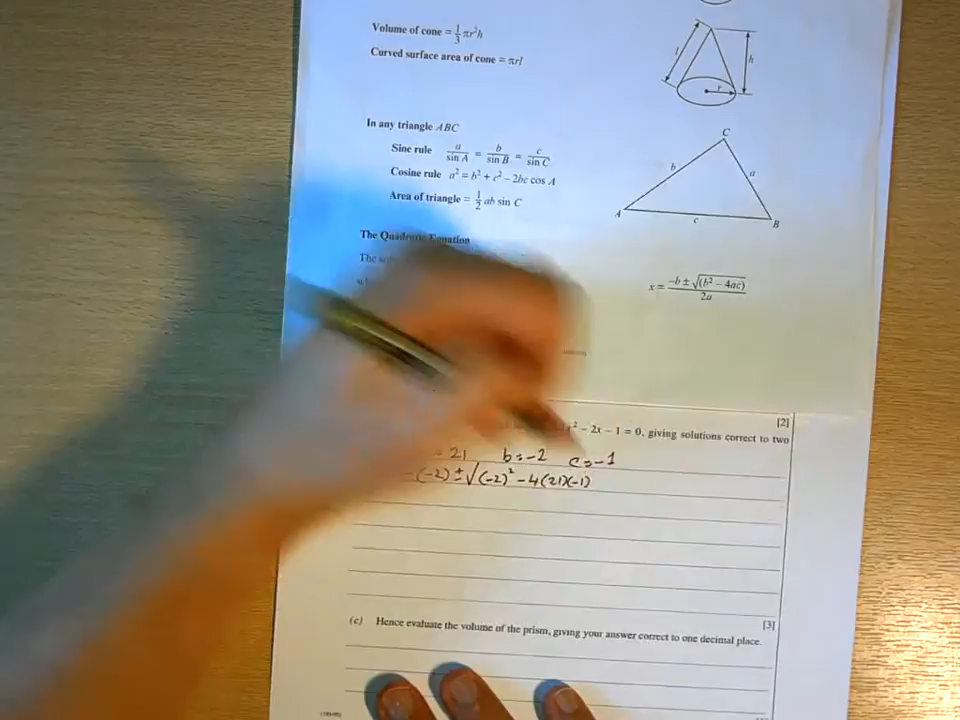 Volume of cone = 1/3 πr²h
Curved surface area of cone = πrl
l
h
r
In any triangle ABC
Sine rule a/sin A = b/sin B = c/sin C
Cosine rule a² = b² + c² – 2bc cos A
Area of triangle = 1/2 ab sin C
C
b
a
A
c
B
The Quadratic Equation
The
x = –b ± √(b² – 4ac) / 2a
[2]
² – 2x – 1 = 0, giving solutions correct to two
= 21 b = -2 c = -1
-(-2) ± √(-2)² - 4(21)(-1)
[3]
(c) Hence evaluate the volume of the prism, giving your answer correct to one decimal place.